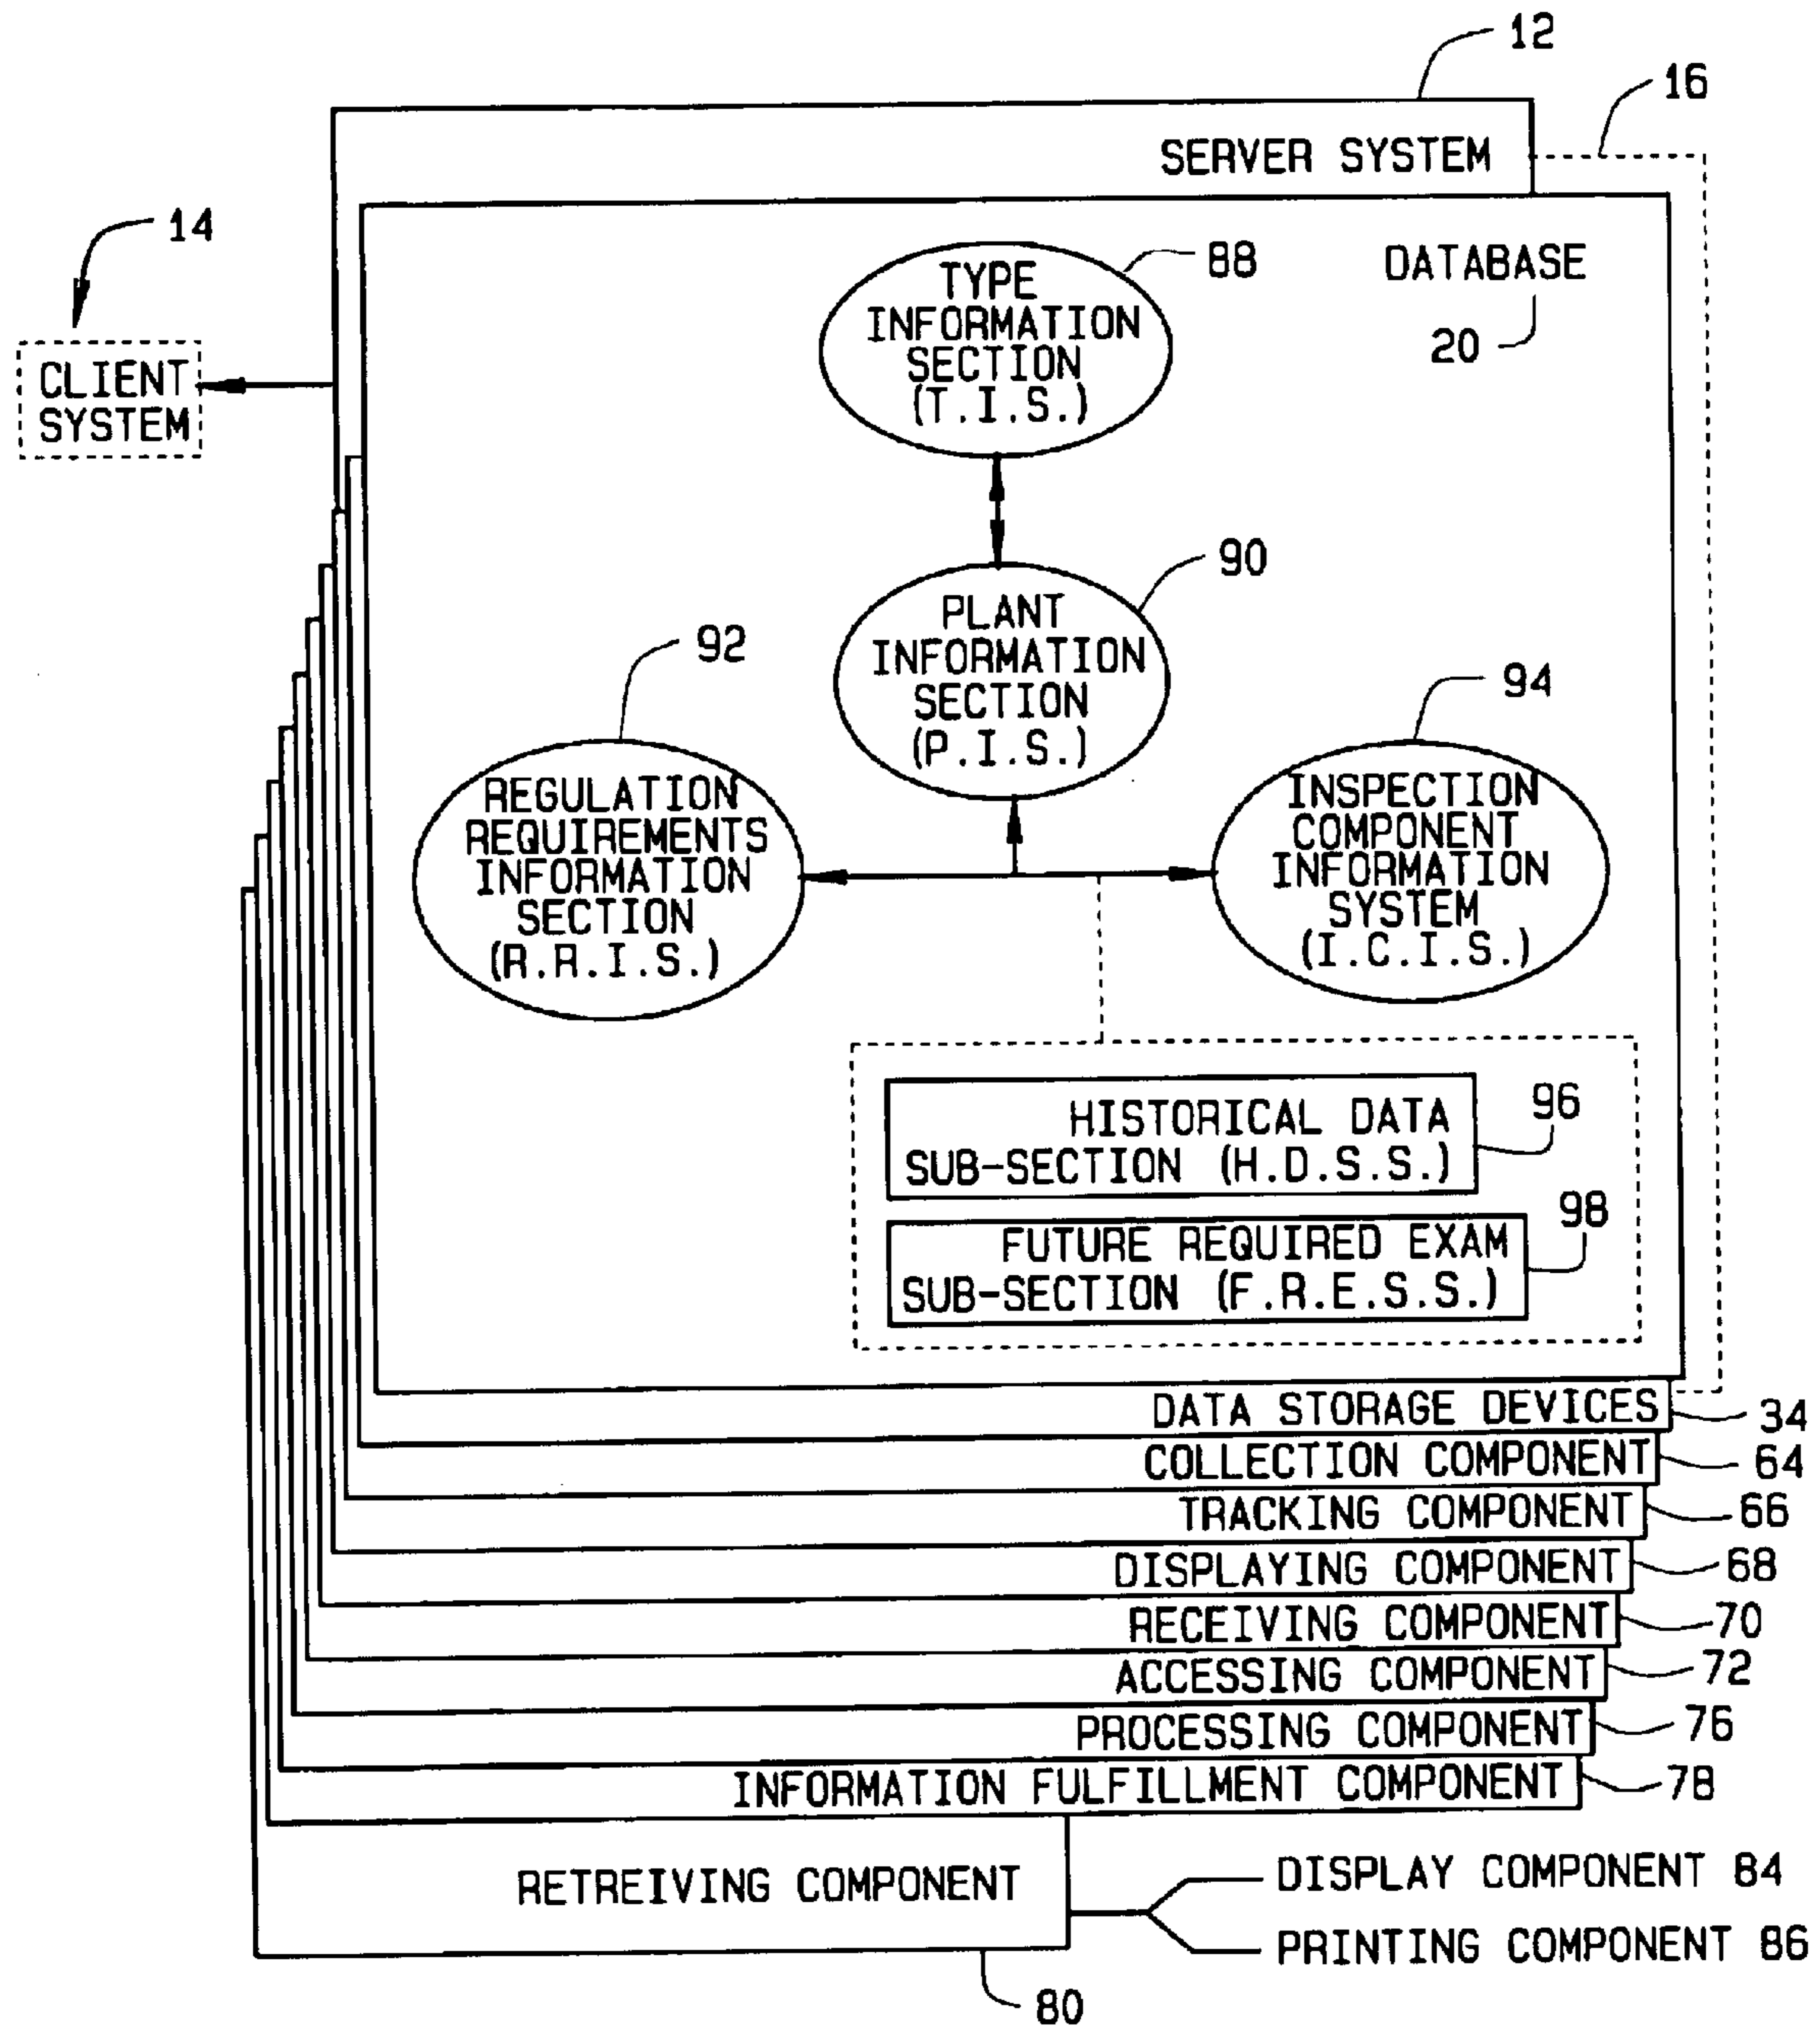 12
16
SERVER SYSTEM
14
CLIENT
SYSTEM
DATABASE
20
88
TYPE
INFORMATION
SECTION
(T.I.S.)
90
PLANT
INFORMATION
SECTION
(P.I.S.)
92
REGULATION
REQUIREMENTS
INFORMATION
SECTION
(R.R.I.S.)
94
INSPECTION
COMPONENT
INFORMATION
SYSTEM
(I.C.I.S.)
HISTORICAL DATA
SUB-SECTION (H.D.S.S.)
96
FUTURE REQUIRED EXAM
SUB-SECTION (F.R.E.S.S.)
98
DATA STORAGE DEVICES
34
COLLECTION COMPONENT
64
TRACKING COMPONENT
66
DISPLAYING COMPONENT
68
RECEIVING COMPONENT
70
ACCESSING COMPONENT
72
PROCESSING COMPONENT
76
INFORMATION FULFILLMENT COMPONENT
78
RETREIVING COMPONENT
80
DISPLAY COMPONENT 84
PRINTING COMPONENT 86